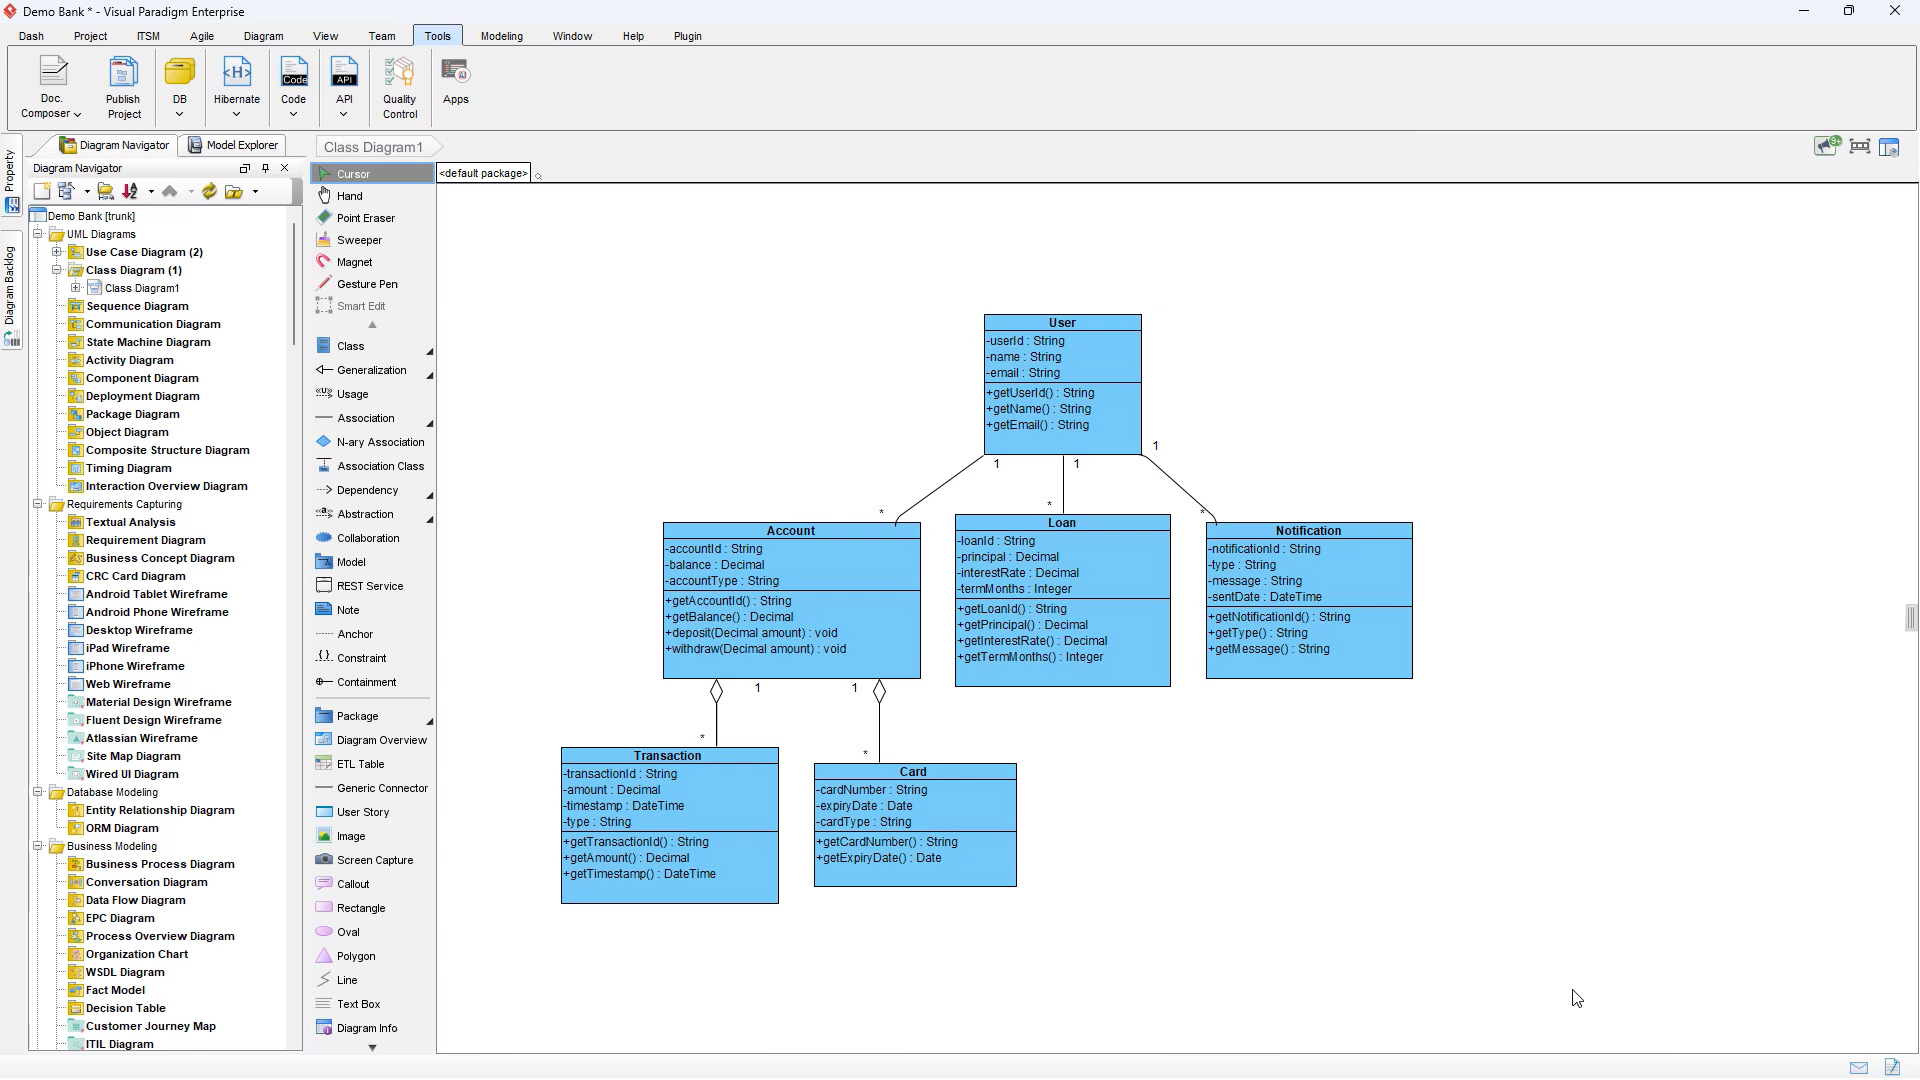 Demo Bank * - Visual Paradigm Enterprise
Dash Project ITSM Agile Diagram View Team Tools Modeling Window Help Plugin
Doc. Composer
Publish Project
DB
Hibernate
Code
Code
API
API
Quality Control
Apps
Property
Diagram Backlog
Diagram Navigator
Model Explorer
Class Diagram1
Diagram Navigator
Demo Bank [trunk]
UML Diagrams
Use Case Diagram (2)
Class Diagram (1)
Class Diagram1
Sequence Diagram
Communication Diagram
State Machine Diagram
Activity Diagram
Component Diagram
Deployment Diagram
Package Diagram
Object Diagram
Composite Structure Diagram
Timing Diagram
Interaction Overview Diagram
Requirements Capturing
Textual Analysis
Requirement Diagram
Business Concept Diagram
CRC Card Diagram
Android Tablet Wireframe
Android Phone Wireframe
Desktop Wireframe
iPad Wireframe
iPhone Wireframe
Web Wireframe
Material Design Wireframe
Fluent Design Wireframe
Atlassian Wireframe
Site Map Diagram
Wired UI Diagram
Database Modeling
Entity Relationship Diagram
ORM Diagram
Business Modeling
Business Process Diagram
Conversation Diagram
Data Flow Diagram
EPC Diagram
Process Overview Diagram
Organization Chart
WSDL Diagram
Fact Model
Decision Table
Customer Journey Map
ITIL Diagram
Cursor
Hand
Point Eraser
Sweeper
Magnet
Gesture Pen
Smart Edit
Class
Generalization
Usage
Association
N-ary Association
Association Class
Dependency
Abstraction
Collaboration
Model
REST Service
Note
Anchor
Constraint
Containment
Package
Diagram Overview
ETL Table
Generic Connector
User Story
Image
Screen Capture
Callout
Rectangle
Oval
Polygon
Line
Text Box
Diagram Info
<default package>
User
-userId : String
-name : String
-email : String
+getUserId() : String
+getName() : String
+getEmail() : String
1
1
1
*
*
*
Account
-accountId : String
-balance : Decimal
-accountType : String
+getAccountId() : String
+getBalance() : Decimal
+deposit(Decimal amount) : void
+withdraw(Decimal amount) : void
Loan
-loanId : String
-principal : Decimal
-interestRate : Decimal
-termMonths : Integer
+getLoanId() : String
+getPrincipal() : Decimal
+getInterestRate() : Decimal
+getTermMonths() : Integer
Notification
-notificationId : String
-type : String
-message : String
-sentDate : DateTime
+getNotificationId() : String
+getType() : String
+getMessage() : String
1
1
*
*
Transaction
-transactionId : String
-amount : Decimal
-timestamp : DateTime
-type : String
+getTransactionId() : String
+getAmount() : Decimal
+getTimestamp() : DateTime
Card
-cardNumber : String
-expiryDate : Date
-cardType : String
+getCardNumber() : String
+getExpiryDate() : Date